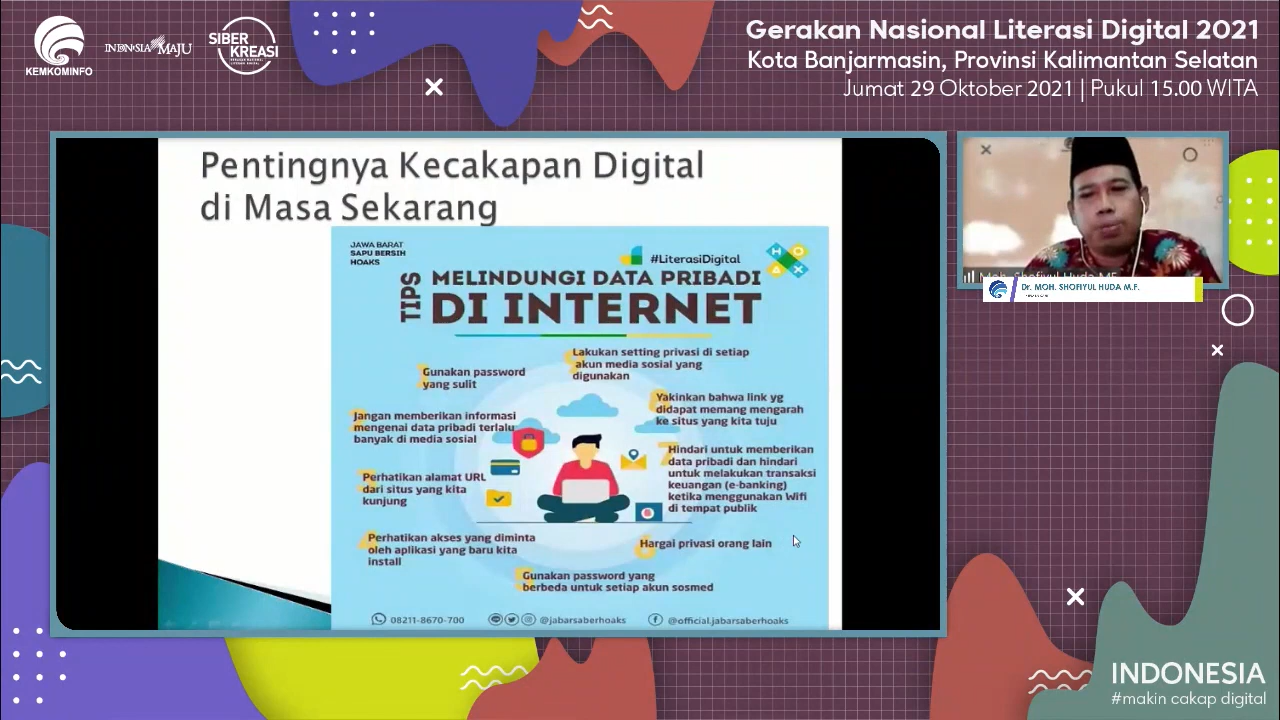 KEMKOMINFO
INDONESIA MAJU
SIBER
KREASI
Gerakan Nasional Literasi Digital 2021
Kota Banjarmasin, Provinsi Kalimantan Selatan
Jumat 29 Oktober 2021 | Pukul 15.00 WITA
Pentingnya Kecakapan Digital
di Masa Sekarang
JAWA BARAT
SAPU BERSIH
HOAKS
#LiterasiDigital
HOAX
TIPS
MELINDUNGI DATA PRIBADI
DI INTERNET
Gunakan password
yang sulit
Jangan memberikan informasi
mengenai data pribadi terlalu
banyak di media sosial
Perhatikan alamat URL
dari situs yang kita
kunjung
Perhatikan akses yang diminta
oleh aplikasi yang baru kita
install
Gunakan password yang
berbeda untuk setiap akun sosmed
Lakukan setting privasi di setiap
akun media sosial yang
digunakan
Yakinkan bahwa link yg
didapat memang mengarah
ke situs yang kita tuju
Hindari untuk memberikan
data pribadi dan hindari
untuk melakukan transaksi
keuangan (e-banking)
ketika menggunakan Wifi
di tempat publik
Hargai privasi orang lain
08211-8670-700
@jabarsaberhoaks
@official.jabarsaberhoaks
Moh. Shofiyul Huda MF
Dr. MOH. SHOFIYUL HUDA M.F.
INDONESIA
#makin cakap digital